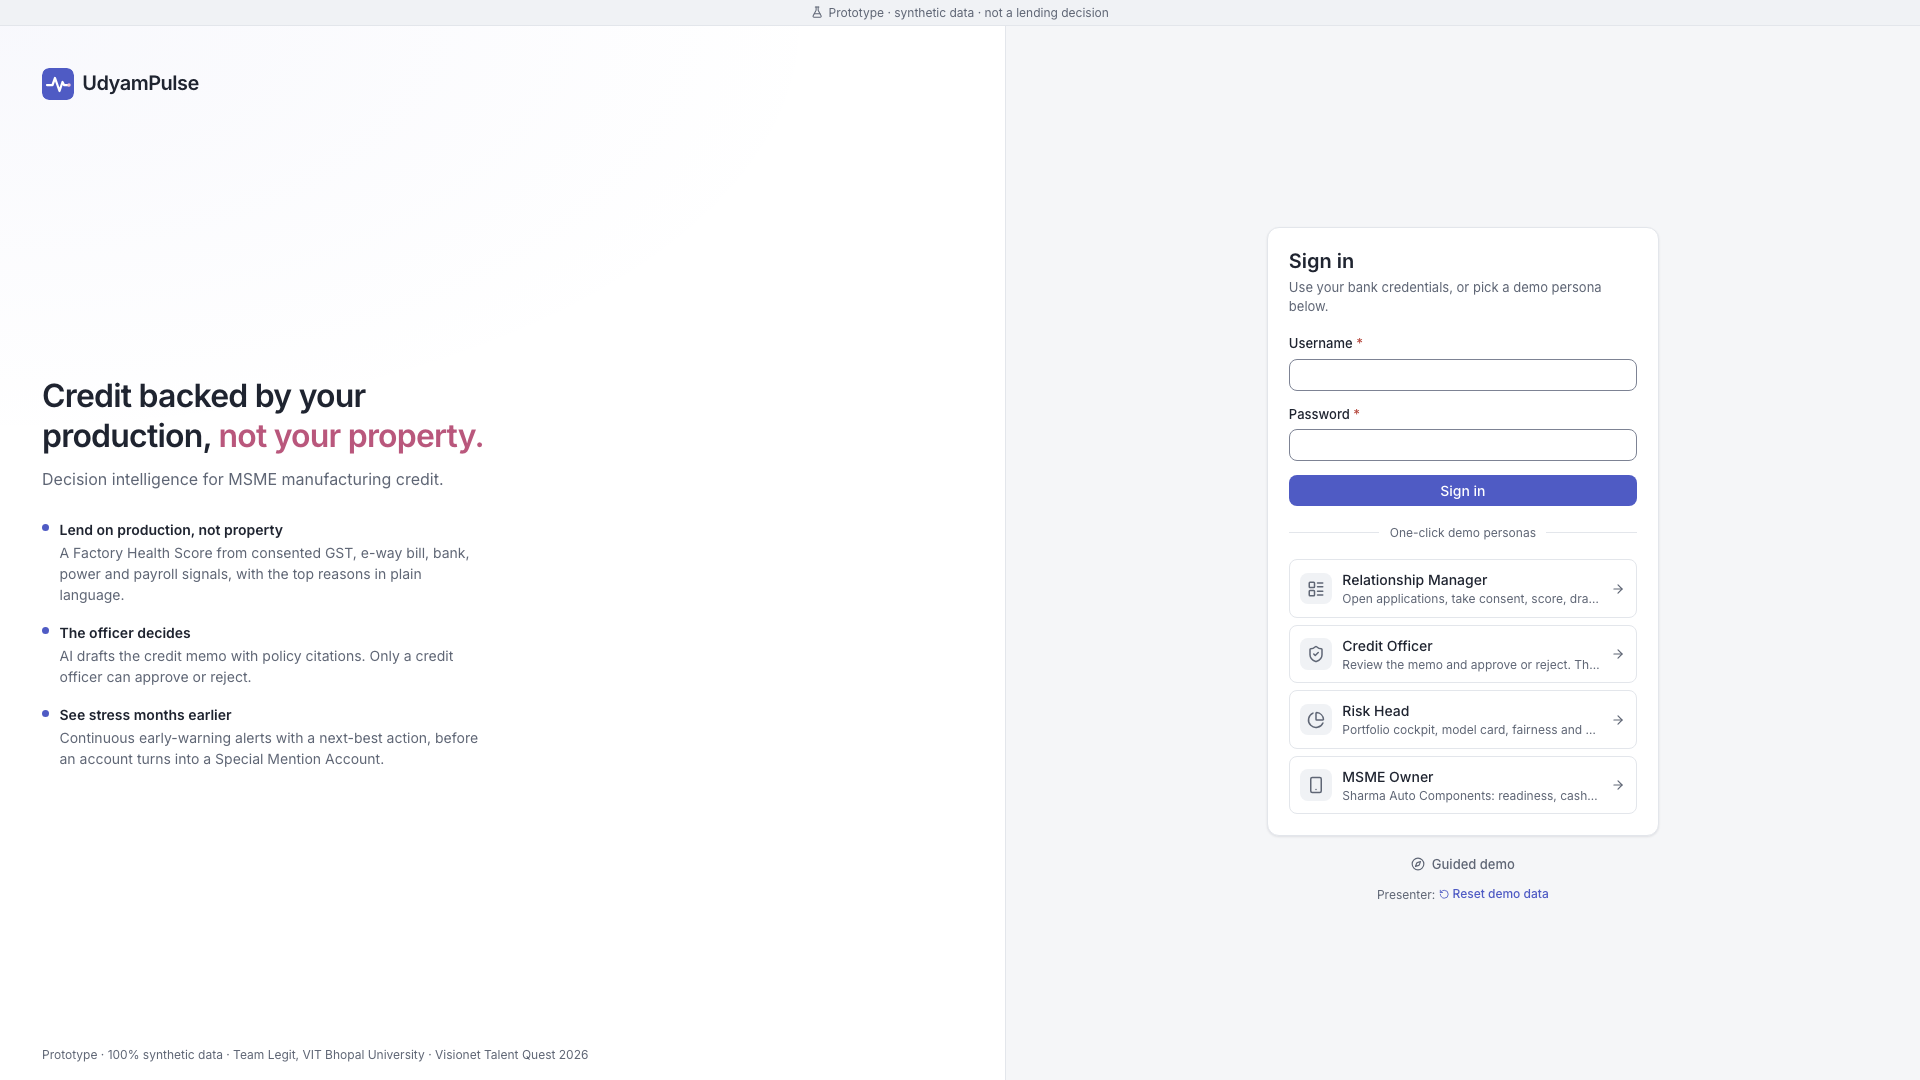 Prototype · synthetic data · not a lending decision
UdyamPulse
Credit backed by your
production, not your property.
Decision intelligence for MSME manufacturing credit.
Lend on production, not property
A Factory Health Score from consented GST, e-way bill, bank,
power and payroll signals, with the top reasons in plain
language.
The officer decides
AI drafts the credit memo with policy citations. Only a credit
officer can approve or reject.
See stress months earlier
Continuous early-warning alerts with a next-best action, before
an account turns into a Special Mention Account.
Prototype · 100% synthetic data · Team Legit, VIT Bhopal University · Visionet Talent Quest 2026
Sign in
Use your bank credentials, or pick a demo persona
below.
Username *
Password *
Sign in
One-click demo personas
Relationship Manager
Open applications, take consent, score, dra...
Credit Officer
Review the memo and approve or reject. Th...
Risk Head
Portfolio cockpit, model card, fairness and ...
MSME Owner
Sharma Auto Components: readiness, cash...
Guided demo
Presenter: Reset demo data